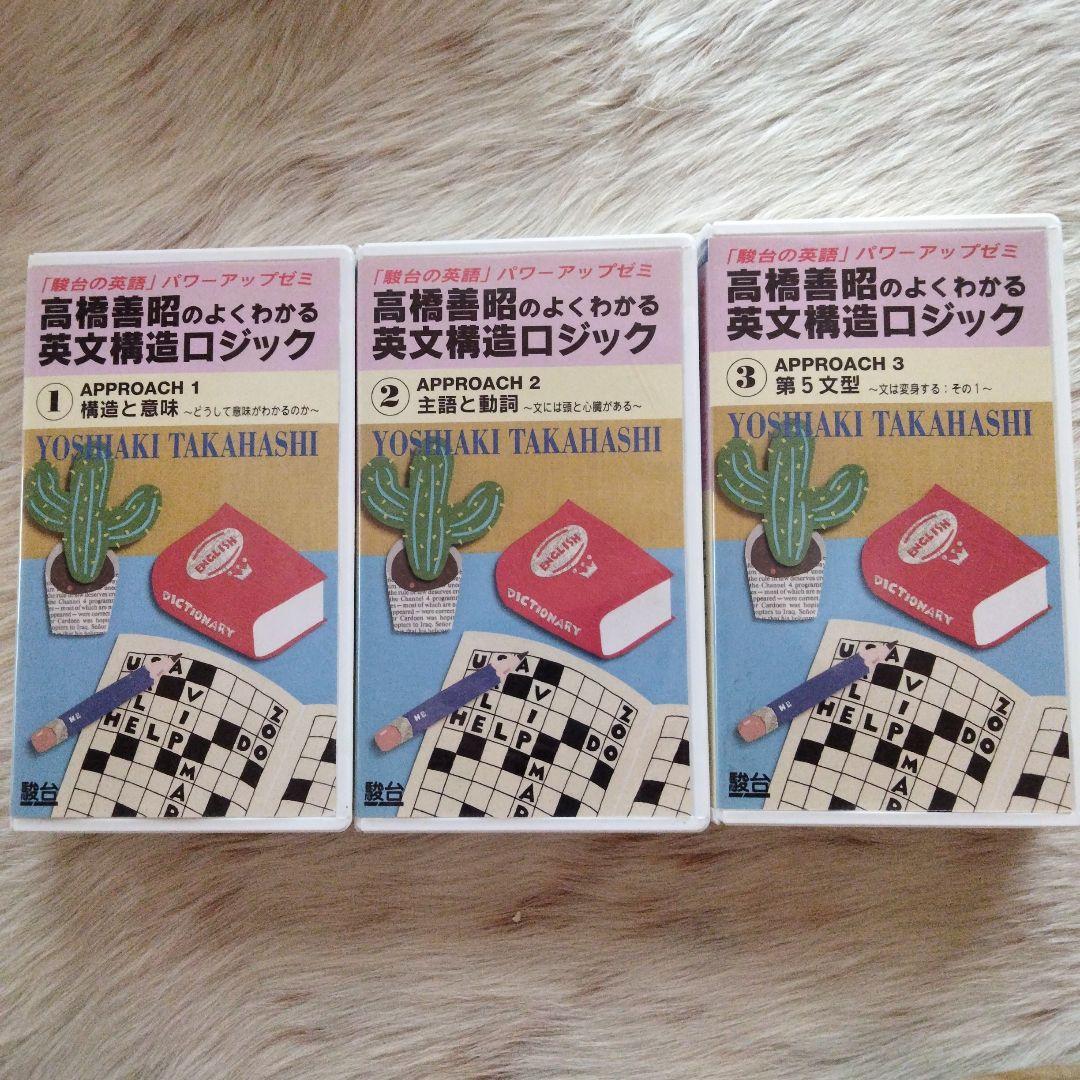 「駿台の英語」パワーアップゼミ
高橋善昭のよくわかる
英文構造ロジック
① APPROACH 1
構造と意味 ～どうして意味がわかるのか～
YOSHIAKI TAKAHASHI
ENGLISH
DICTIONARY
HELP
VIP
MAP
DO
ZOO
駿台
「駿台の英語」パワーアップゼミ
高橋善昭のよくわかる
英文構造ロジック
② APPROACH 2
主語と動詞 ～文には頭と心臓がある～
YOSHIAKI TAKAHASHI
ENGLISH
DICTIONARY
HELP
VIP
MAP
DO
ZOO
駿台
「駿台の英語」パワーアップゼミ
高橋善昭のよくわかる
英文構造ロジック
③ APPROACH 3
第5文型 ～文は変身する：その1～
YOSHIAKI TAKAHASHI
ENGLISH
DICTIONARY
HELP
VIP
MAP
DO
ZOO
駿台